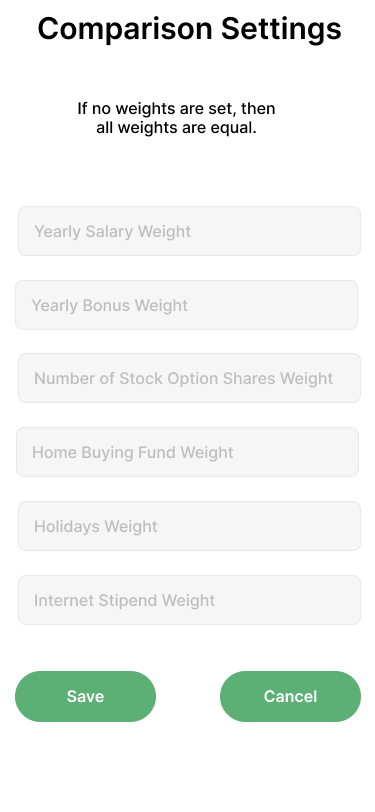 Comparison Settings
If no weights are set, then
all weights are equal.
Yearly Salary Weight
Yearly Bonus Weight
Number of Stock Option Shares Weight
Home Buying Fund Weight
Holidays Weight
Internet Stipend Weight
Save
Cancel